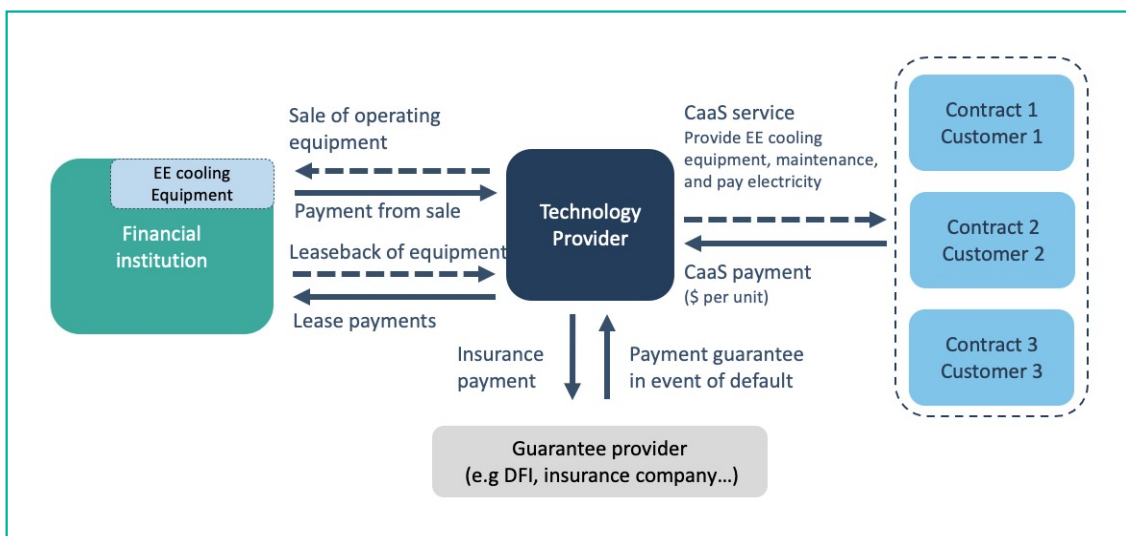 EE cooling
Equipment
Financial
institution
Sale of operating
equipment
Payment from sale
Leaseback of equipment
Lease payments
Technology
Provider
CaaS service
Provide EE cooling
equipment, maintenance,
and pay electricity
CaaS payment
($ per unit)
Contract 1
Customer 1
Contract 2
Customer 2
Contract 3
Customer 3
Insurance
payment
Payment guarantee
in event of default
Guarantee provider
(e.g DFI, insurance company…)